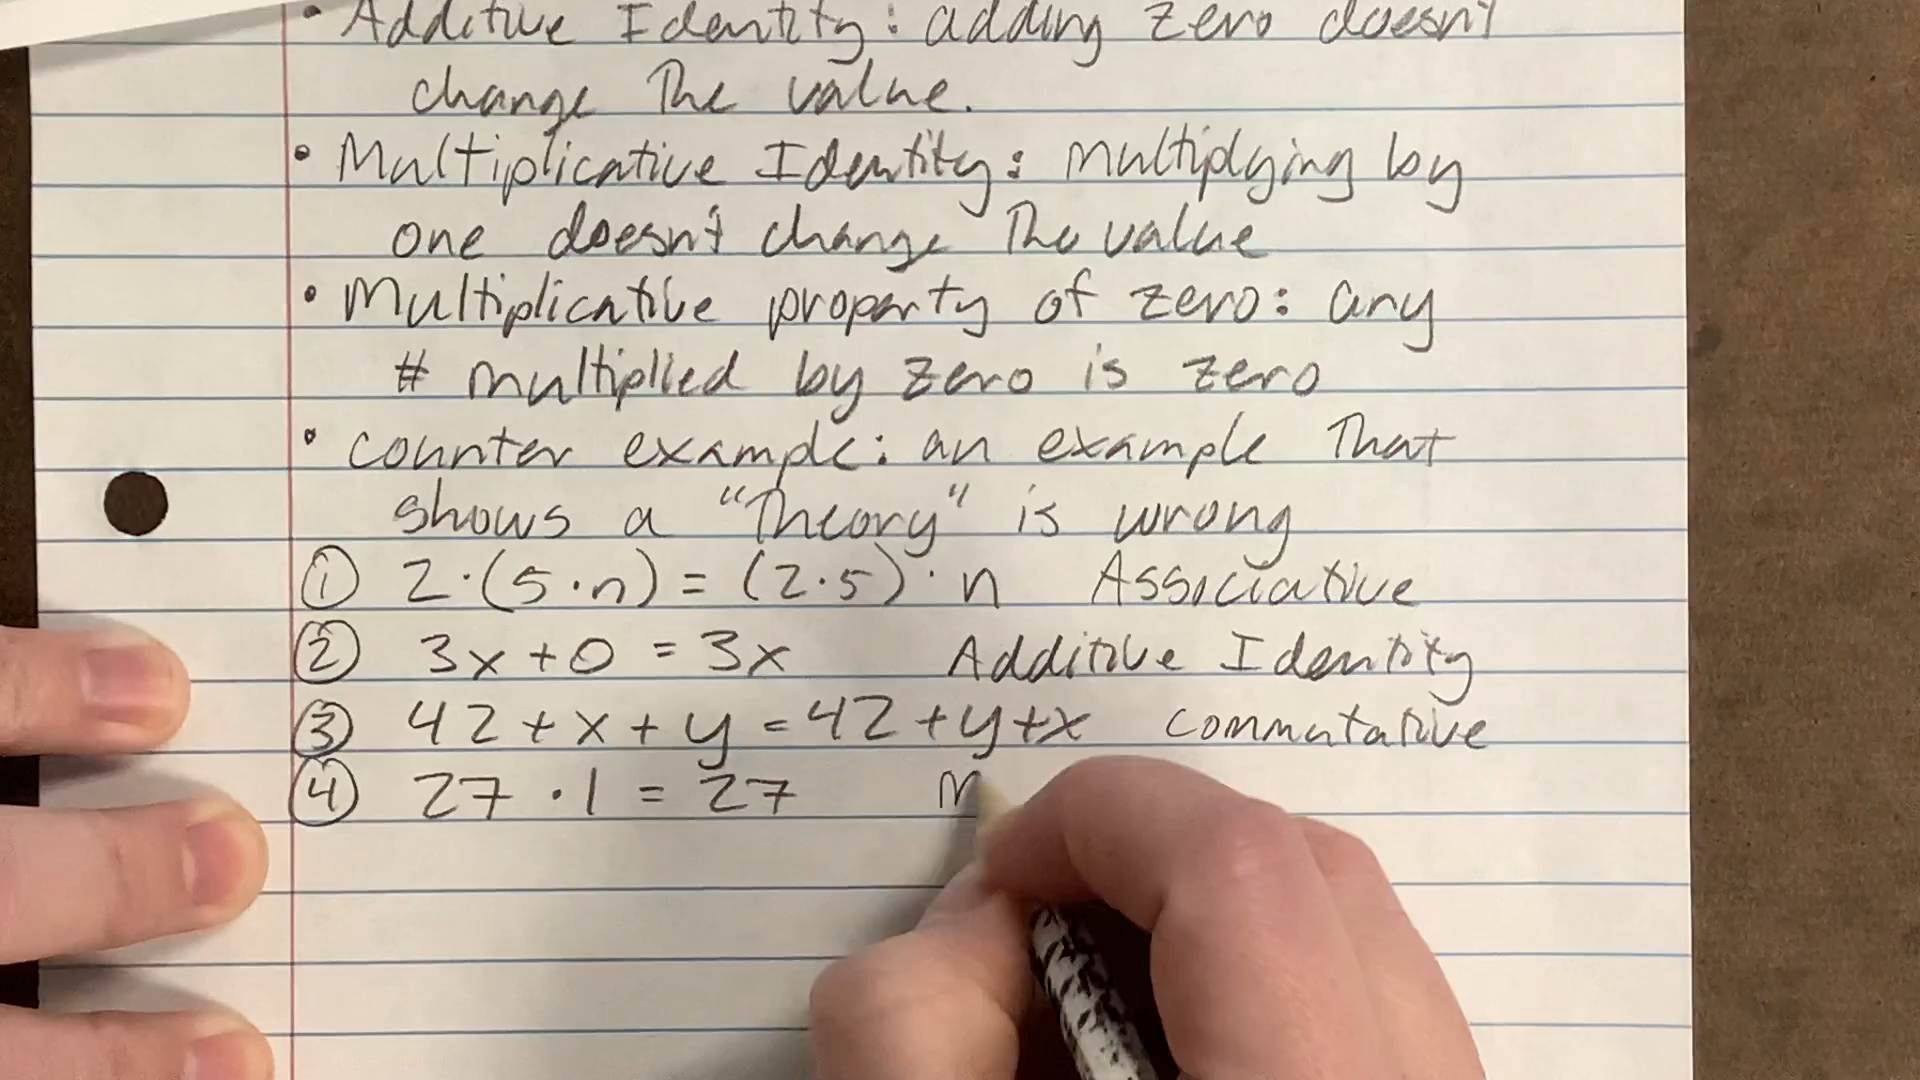 • Additive Identity: adding zero doesn't
change the value.
• Multiplicative Identity: multiplying by
one doesn't change the value
• Multiplicative property of zero: any
# multiplied by zero is zero
• counter example: an example that
shows a "theory" is wrong
① 2·(5·n) = (2·5)·n Associative
② 3x+0 = 3x Additive Identity
③ 42+x+y=42+y+x commutative
④ 27·1=27 M